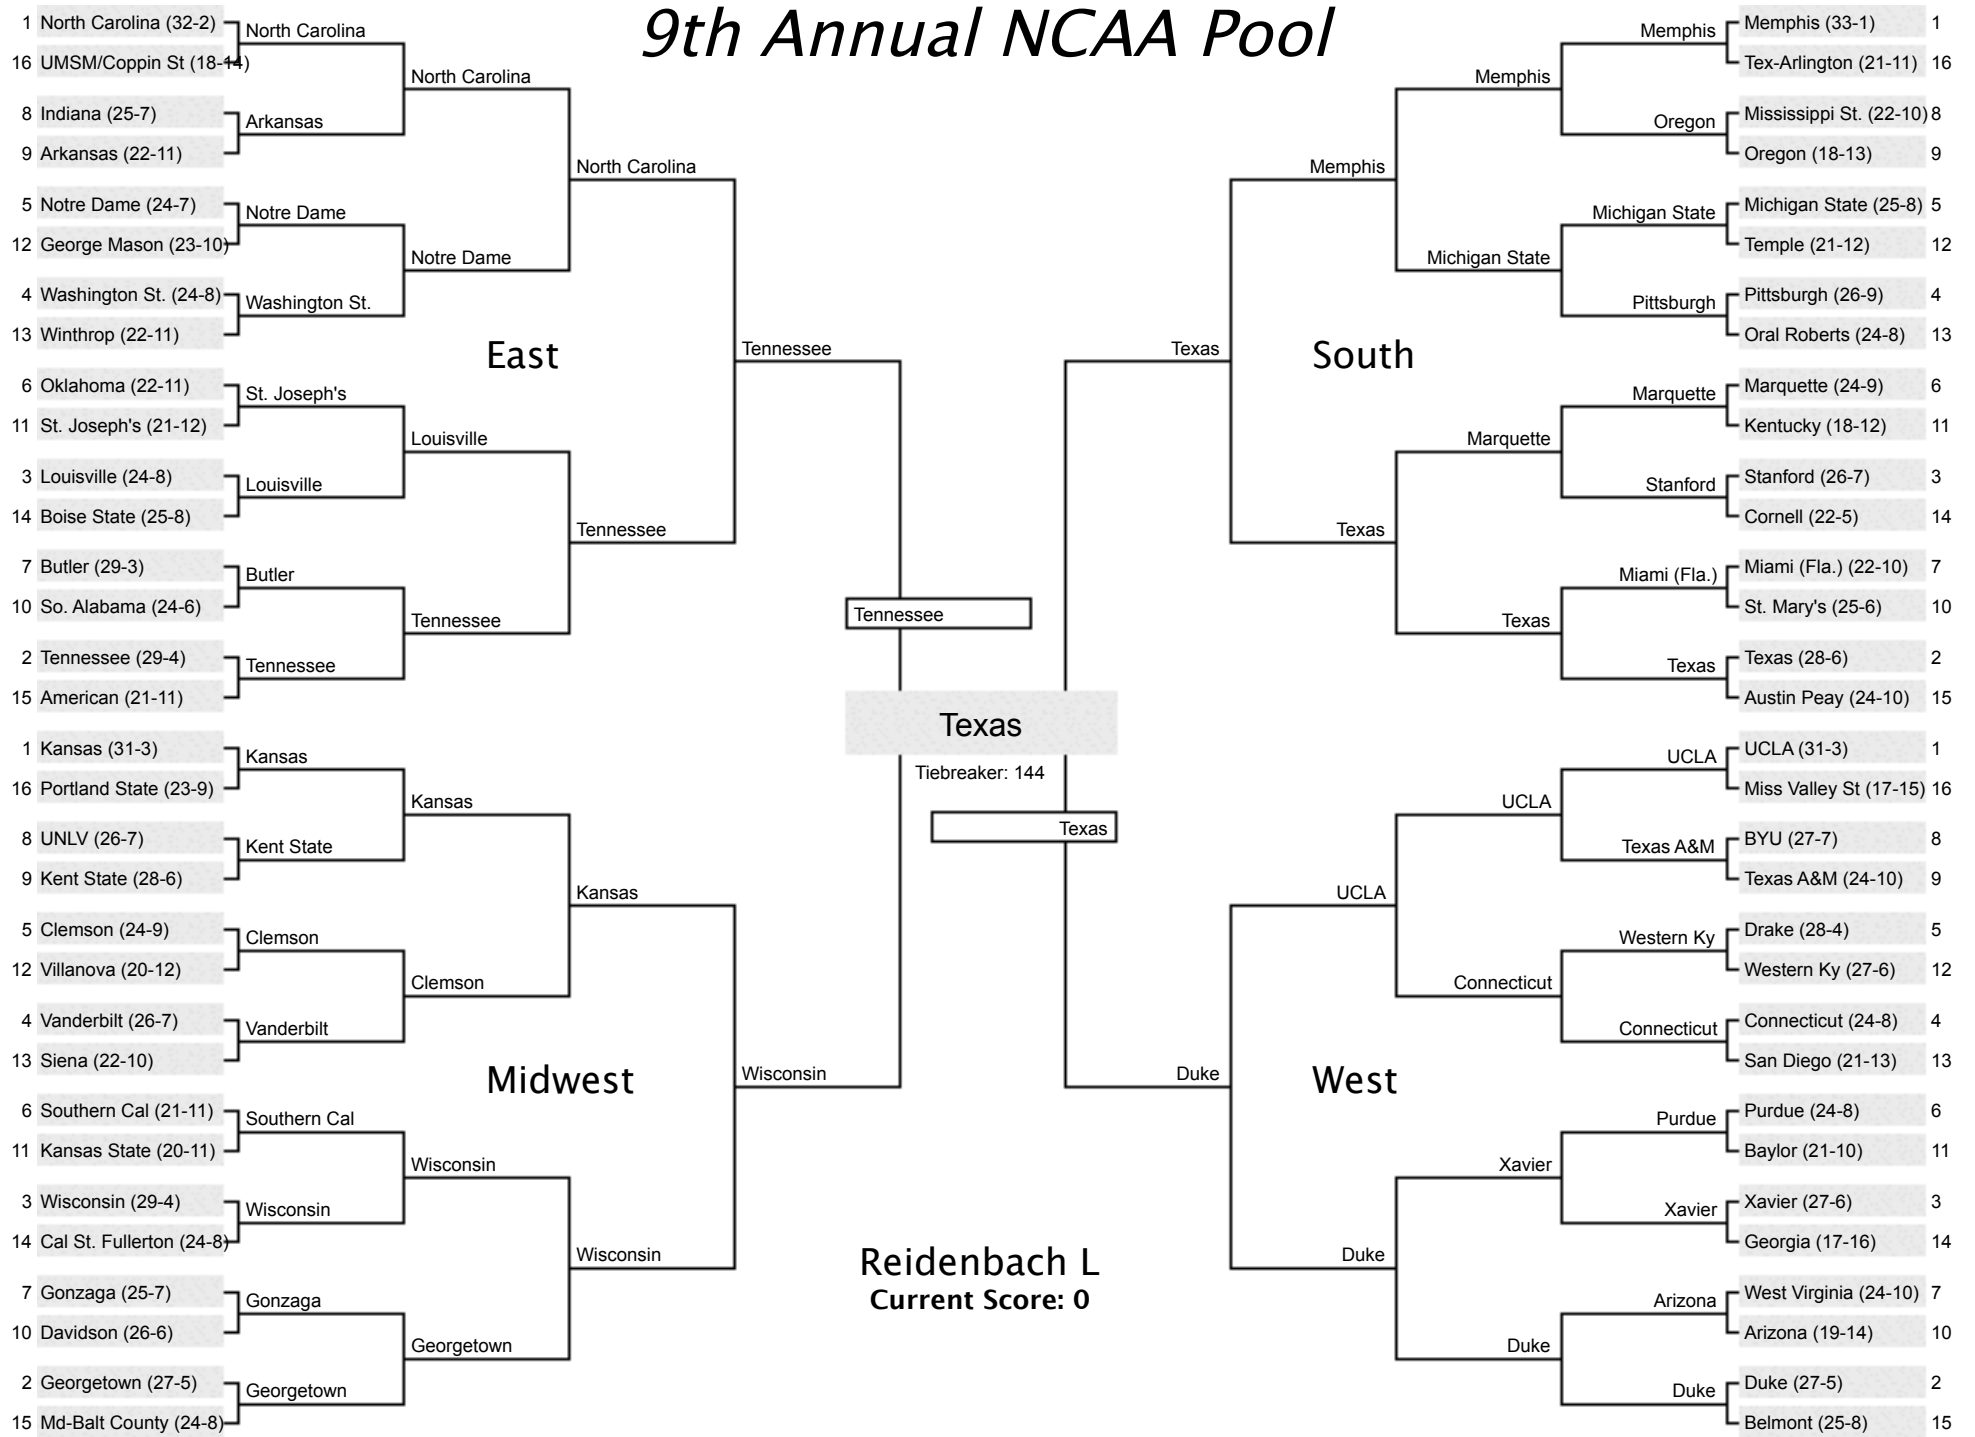 9th Annual NCAA Pool
1 North Carolina (32-2)
16 UMSM/Coppin St (18-14)
8 Indiana (25-7)
9 Arkansas (22-11)
5 Notre Dame (24-7)
12 George Mason (23-10)
4 Washington St. (24-8)
13 Winthrop (22-11)
6 Oklahoma (22-11)
11 St. Joseph's (21-12)
3 Louisville (24-8)
14 Boise State (25-8)
7 Butler (29-3)
10 So. Alabama (24-6)
2 Tennessee (29-4)
15 American (21-11)
North Carolina
Arkansas
Notre Dame
Washington St.
St. Joseph's
Louisville
Butler
Tennessee
North Carolina
Notre Dame
Louisville
Tennessee
North Carolina
Tennessee
East
Tennessee
1 Kansas (31-3)
16 Portland State (23-9)
8 UNLV (26-7)
9 Kent State (28-6)
5 Clemson (24-9)
12 Villanova (20-12)
4 Vanderbilt (26-7)
13 Siena (22-10)
6 Southern Cal (21-11)
11 Kansas State (20-11)
3 Wisconsin (29-4)
14 Cal St. Fullerton (24-8)
7 Gonzaga (25-7)
10 Davidson (26-6)
2 Georgetown (27-5)
15 Md-Balt County (24-8)
Kansas
Kent State
Clemson
Vanderbilt
Southern Cal
Wisconsin
Gonzaga
Georgetown
Kansas
Clemson
Wisconsin
Georgetown
Kansas
Wisconsin
Midwest
Wisconsin
Tennessee
Texas
Tiebreaker: 144
Texas
Reidenbach L
Current Score: 0
Memphis (33-1) 1
Tex-Arlington (21-11) 16
Mississippi St. (22-10) 8
Oregon (18-13) 9
Michigan State (25-8) 5
Temple (21-12) 12
Pittsburgh (26-9) 4
Oral Roberts (24-8) 13
Marquette (24-9) 6
Kentucky (18-12) 11
Stanford (26-7) 3
Cornell (22-5) 14
Miami (Fla.) (22-10) 7
St. Mary's (25-6) 10
Texas (28-6) 2
Austin Peay (24-10) 15
Memphis
Oregon
Michigan State
Pittsburgh
Marquette
Stanford
Miami (Fla.)
Texas
Memphis
Michigan State
Marquette
Texas
Memphis
Texas
South
Texas
UCLA (31-3) 1
Miss Valley St (17-15) 16
BYU (27-7) 8
Texas A&M (24-10) 9
Drake (28-4) 5
Western Ky (27-6) 12
Connecticut (24-8) 4
San Diego (21-13) 13
Purdue (24-8) 6
Baylor (21-10) 11
Xavier (27-6) 3
Georgia (17-16) 14
West Virginia (24-10) 7
Arizona (19-14) 10
Duke (27-5) 2
Belmont (25-8) 15
UCLA
Texas A&M
Western Ky
Connecticut
Purdue
Xavier
Arizona
Duke
UCLA
Connecticut
Xavier
Duke
UCLA
Duke
West
Duke